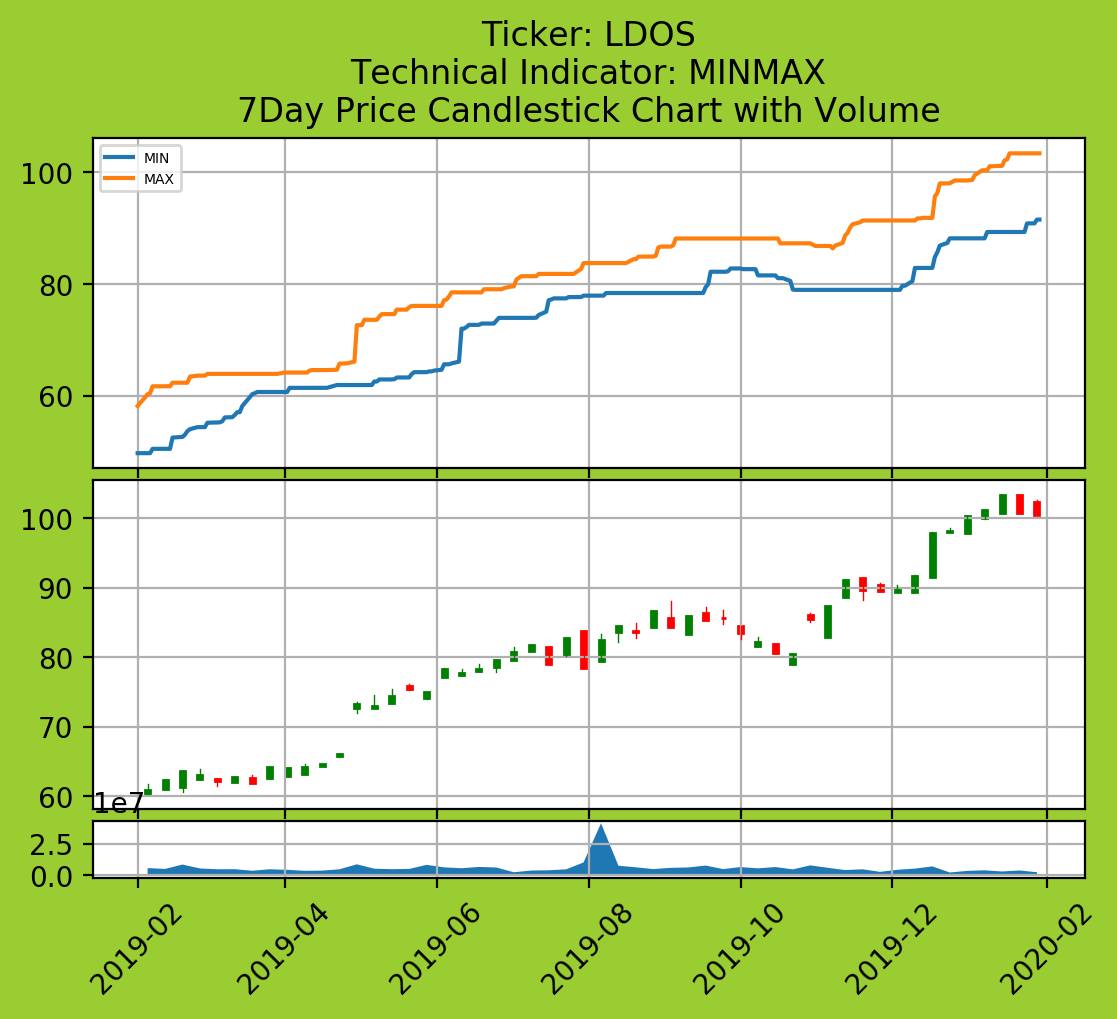 Ticker: LDOS
Technical Indicator: MINMAX
7Day Price Candlestick Chart with Volume
MIN
MAX
100
80
60
100
90
80
70
60
1e7
2.5
0.0
2019-02
2019-04
2019-06
2019-08
2019-10
2019-12
2020-02